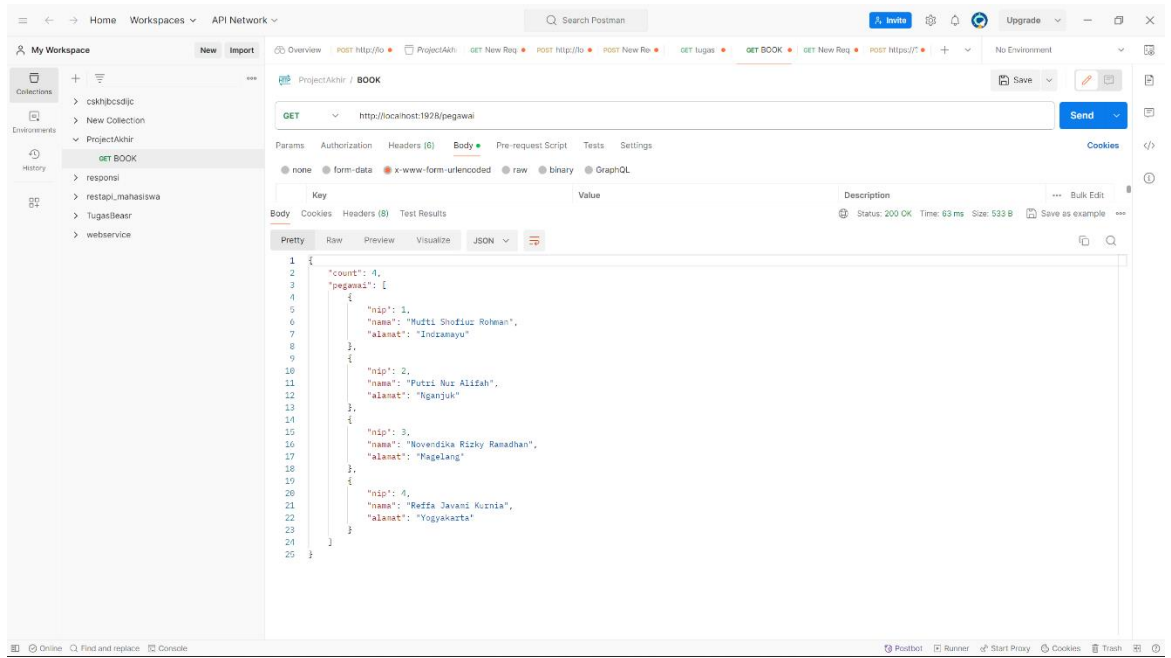 Home Workspaces API Network Search Postman Invite Upgrade
My Workspace New Import Overview POST http://lo ProjectAkhi GET New Req POST http://lo POST New Re GET tugas GET BOOK GET New Req POST https://T No Environment
Collections
Environments
History
cskhjbcsdijc
New Collection
ProjectAkhir
GET BOOK
responsi
restapi_mahasiswa
TugasBeasr
webservice
ProjectAkhir / BOOK Save
GET http://localhost:1928/pegawai Send
Params Authorization Headers (6) Body Pre-request Script Tests Settings Cookies
none form-data x-www-form-urlencoded raw binary GraphQL
Key Value Description Bulk Edit
Body Cookies Headers (8) Test Results Status: 200 OK Time: 63 ms Size: 533 B Save as example
Pretty Raw Preview Visualize JSON
1 {
2 "count": 4,
3 "pegawai": [
4 {
5 "nip": 1,
6 "nama": "Mufti Shofiur Rohman",
7 "alamat": "Indramayu"
8 },
9 {
10 "nip": 2,
11 "nama": "Putri Nur Alifah",
12 "alamat": "Nganjuk"
13 },
14 {
15 "nip": 3,
16 "nama": "Novendika Rizky Ramadhan",
17 "alamat": "Magelang"
18 },
19 {
20 "nip": 4,
21 "nama": "Reffa Javami Kurnia",
22 "alamat": "Yogyakarta"
23 }
24 ]
25 }
Online Find and replace Console Postbot Runner Start Proxy Cookies Trash